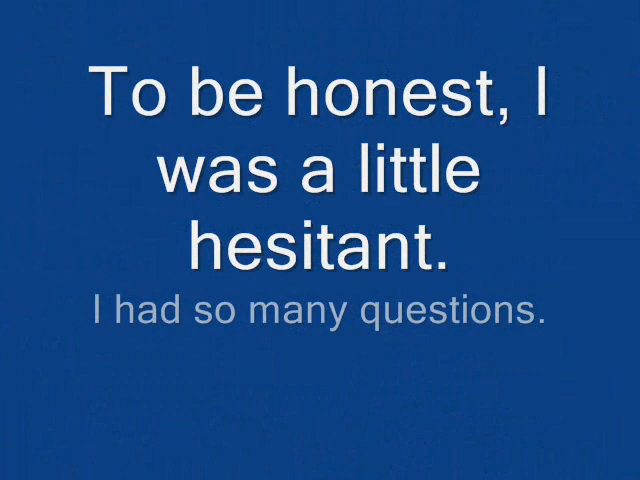 To be honest, I
was a little
hesitant.
I had so many questions.